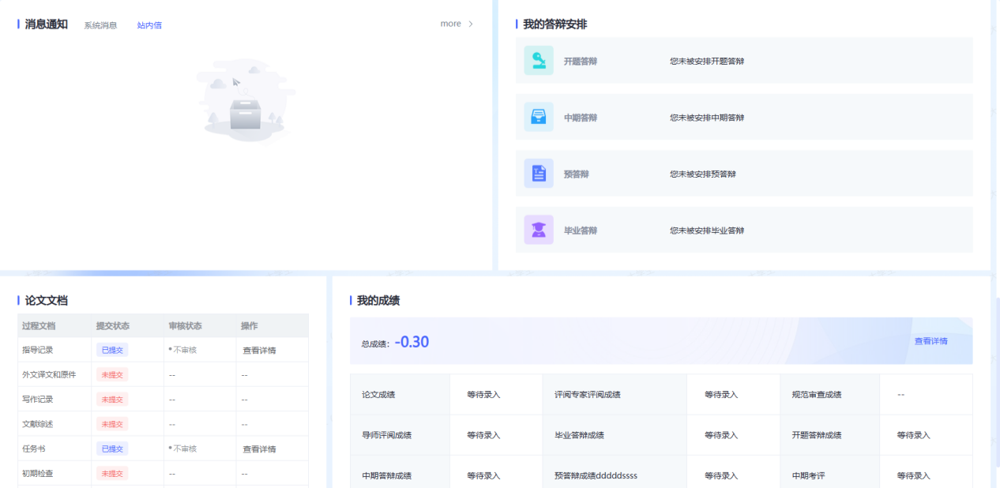 消息通知 系统消息 站内信 more
我的答辩安排
开题答辩 您未被安排开题答辩
中期答辩 您未被安排中期答辩
预答辩 您未被安排预答辩
毕业答辩 您未被安排毕业答辩
论文文档
过程文档 提交状态 审核状态 操作
指导记录 已提交 不审核 查看详情
外文译文和原件 未提交 -- --
写作记录 未提交 -- --
文献综述 未提交 -- --
任务书 已提交 不审核 查看详情
初期检查 未提交 -- --
我的成绩
总成绩: -0.30 查看详情
论文成绩 等待录入 评阅专家评阅成绩 等待录入 规范审查成绩 --
导师评阅成绩 等待录入 毕业答辩成绩 等待录入 开题答辩成绩 等待录入
中期答辩成绩 等待录入 预答辩成绩dddddssss 等待录入 中期考评 等待录入